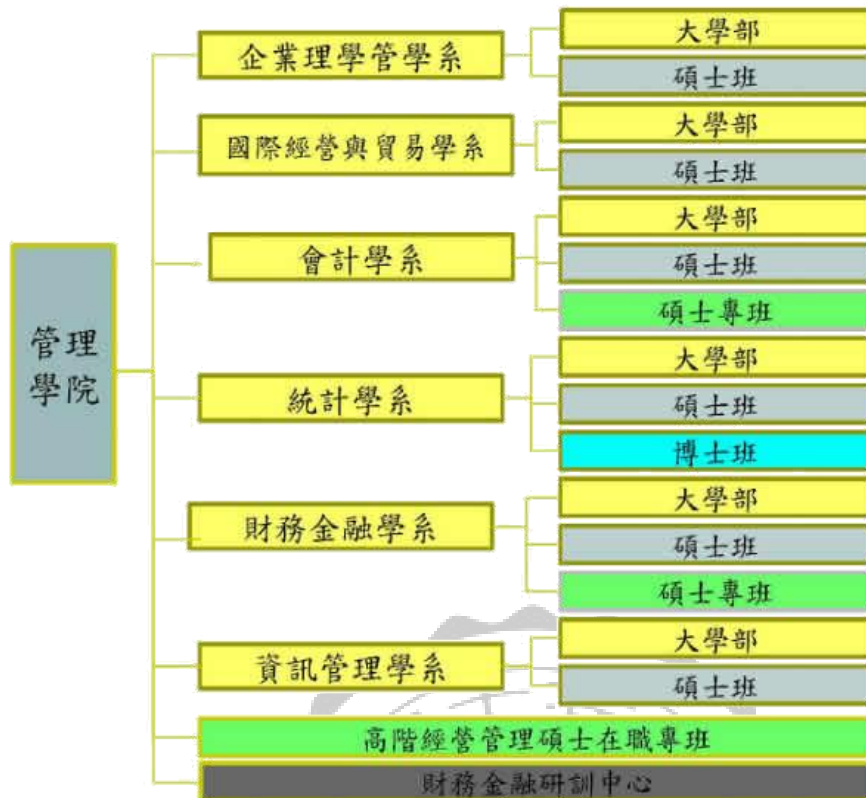 管理
學院
企業理學管學系
大學部
碩士班
國際經營與貿易學系
大學部
碩士班
會計學系
大學部
碩士班
碩士專班
統計學系
大學部
碩士班
博士班
財務金融學系
大學部
碩士班
碩士專班
資訊管理學系
大學部
碩士班
高階經營管理碩士在職專班
財務金融研訓中心